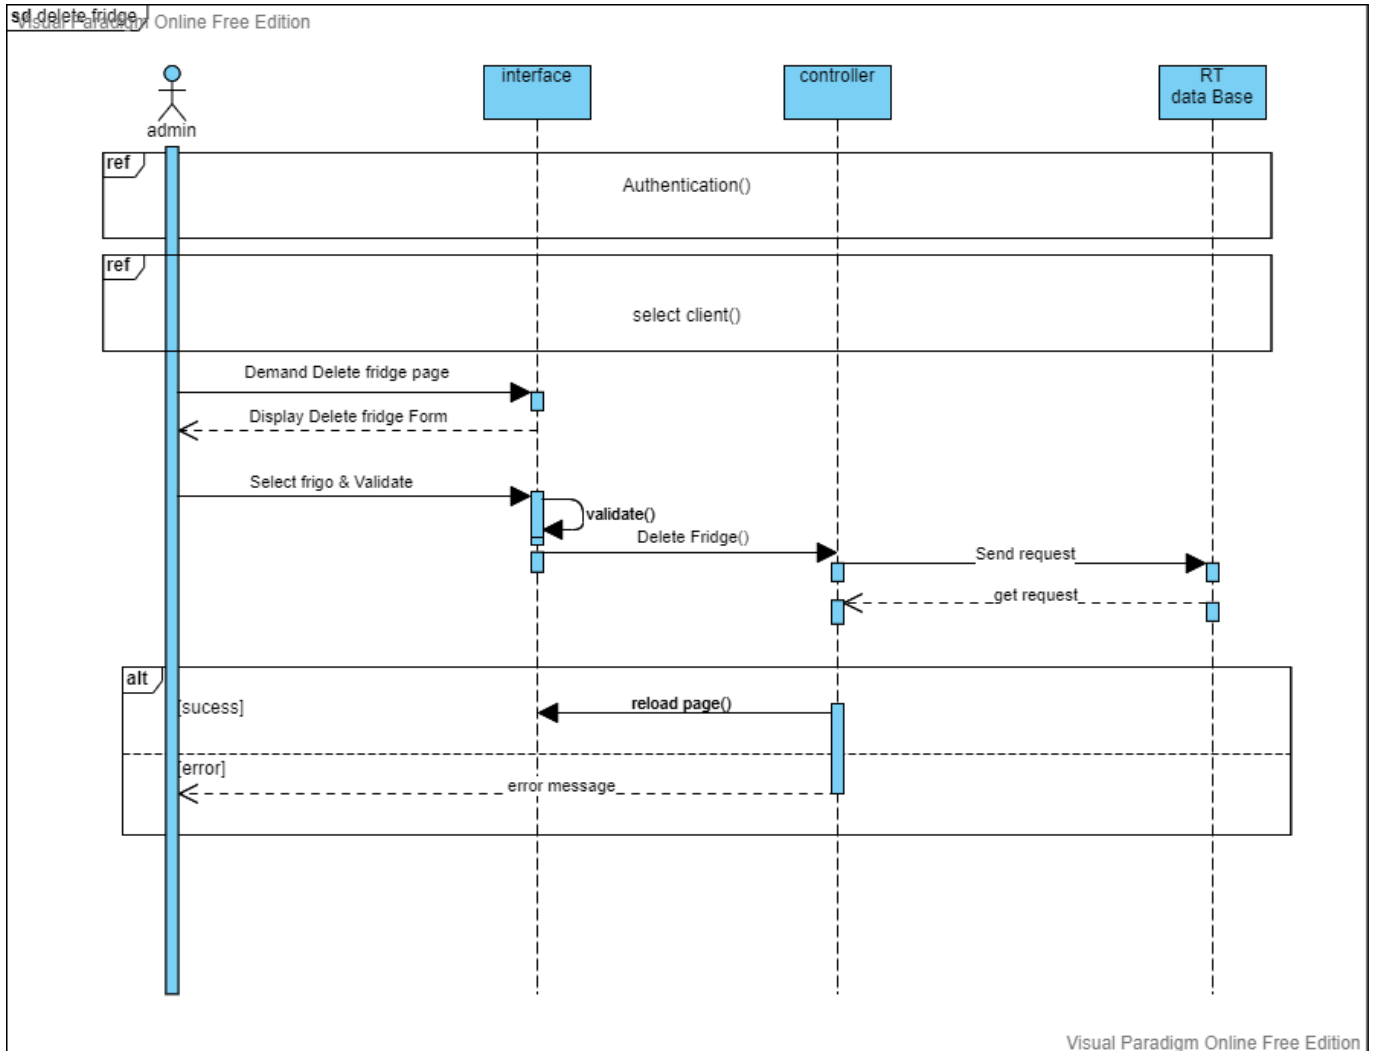 sd delete fridge
Visual Paradigm Online Free Edition
interface
controller
RT
data Base
admin
ref
Authentication()
ref
select client()
Demand Delete fridge page
Display Delete fridge Form
Select frigo & Validate
validate()
Delete Fridge()
Send request
get request
alt
[sucess]
reload page()
[error]
error message
Visual Paradigm Online Free Edition